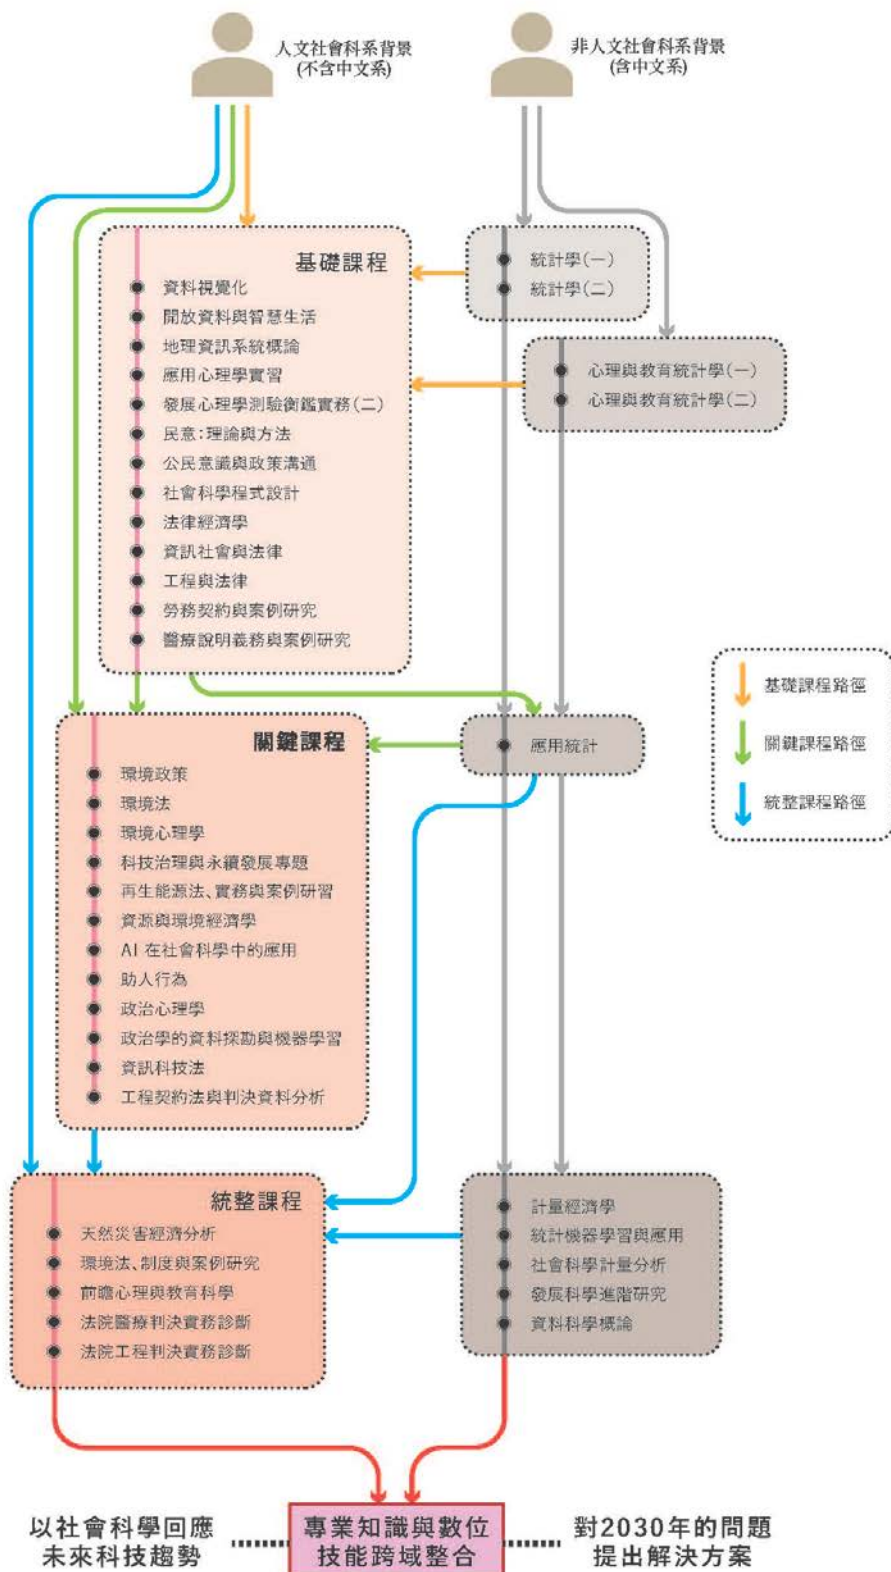 人文社會科系背景
(不含中文系)
非人文社會科系背景
(含中文系)
基礎課程
資料視覺化
開放資料與智慧生活
地理資訊系統概論
應用心理學實習
發展心理學測驗衡鑑實務(二)
民意:理論與方法
公民意識與政策溝通
社會科學程式設計
法律經濟學
資訊社會與法律
工程與法律
勞務契約與案例研究
醫療說明義務與案例研究
統計學(一)
統計學(二)
心理與教育統計學(一)
心理與教育統計學(二)
基礎課程路徑
關鍵課程路徑
統整課程路徑
關鍵課程
環境政策
環境法
環境心理學
科技治理與永續發展專題
再生能源法、實務與案例研習
資源與環境經濟學
AI 在社會科學中的應用
助人行為
政治心理學
政治學的資料探勘與機器學習
資訊科技法
工程契約法與判決資料分析
應用統計
統整課程
天然災害經濟分析
環境法、制度與案例研究
前瞻心理與教育科學
法院醫療判決實務診斷
法院工程判決實務診斷
計量經濟學
統計機器學習與應用
社會科學計量分析
發展科學進階研究
資料科學概論
以社會科學回應
未來科技趨勢
專業知識與數位
技能跨域整合
對2030年的問題
提出解決方案